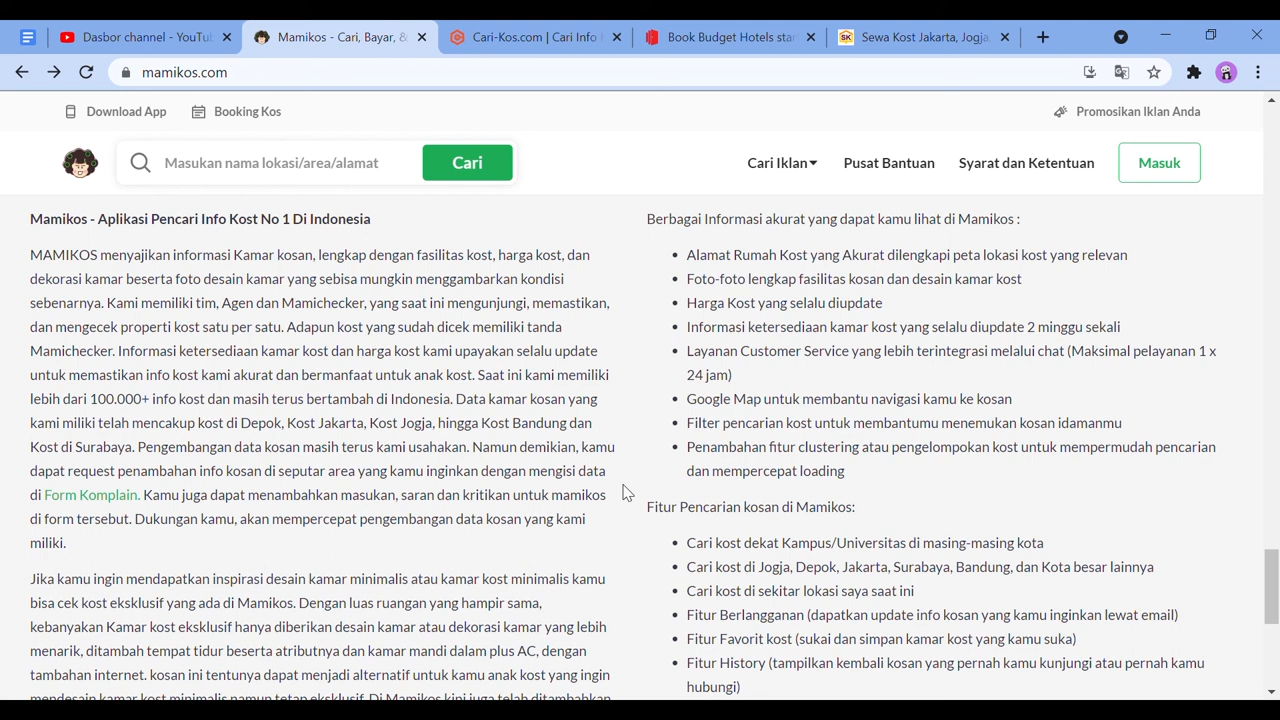 Dasbor channel - YouTu
Mamikos - Cari, Bayar, &
Cari-Kos.com | Cari Info
Book Budget Hotels star
Sewa Kost Jakarta, Jogja,
mamikos.com
Download App
Booking Kos
Promosikan Iklan Anda
Masukan nama lokasi/area/alamat
Cari
Cari Iklan
Pusat Bantuan
Syarat dan Ketentuan
Masuk
Mamikos - Aplikasi Pencari Info Kost No 1 Di Indonesia
MAMIKOS menyajikan informasi Kamar kosan, lengkap dengan fasilitas kost, harga kost, dan
dekorasi kamar beserta foto desain kamar yang sebisa mungkin menggambarkan kondisi
sebenarnya. Kami memiliki tim, Agen dan Mamichecker, yang saat ini mengunjungi, memastikan,
dan mengecek properti kost satu per satu. Adapun kost yang sudah dicek memiliki tanda
Mamichecker. Informasi ketersediaan kamar kost dan harga kost kami upayakan selalu update
untuk memastikan info kost kami akurat dan bermanfaat untuk anak kost. Saat ini kami memiliki
lebih dari 100.000+ info kost dan masih terus bertambah di Indonesia. Data kamar kosan yang
kami miliki telah mencakup kost di Depok, Kost Jakarta, Kost Jogja, hingga Kost Bandung dan
Kost di Surabaya. Pengembangan data kosan masih terus kami usahakan. Namun demikian, kamu
dapat request penambahan info kosan di seputar area yang kamu inginkan dengan mengisi data
di Form Komplain. Kamu juga dapat menambahkan masukan, saran dan kritikan untuk mamikos
di form tersebut. Dukungan kamu, akan mempercepat pengembangan data kosan yang kami
miliki.
Jika kamu ingin mendapatkan inspirasi desain kamar minimalis atau kamar kost minimalis kamu
bisa cek kost eksklusif yang ada di Mamikos. Dengan luas ruangan yang hampir sama,
kebanyakan Kamar kost eksklusif hanya diberikan desain kamar atau dekorasi kamar yang lebih
menarik, ditambah tempat tidur beserta atributnya dan kamar mandi dalam plus AC, dengan
tambahan internet. kosan ini tentunya dapat menjadi alternatif untuk kamu anak kost yang ingin
mendesain kamar kost minimalis namun tetap eksklusif. Di Mamikos kini juga telah ditambahkan
Berbagai Informasi akurat yang dapat kamu lihat di Mamikos :
• Alamat Rumah Kost yang Akurat dilengkapi peta lokasi kost yang relevan
• Foto-foto lengkap fasilitas kosan dan desain kamar kost
• Harga Kost yang selalu diupdate
• Informasi ketersediaan kamar kost yang selalu diupdate 2 minggu sekali
• Layanan Customer Service yang lebih terintegrasi melalui chat (Maksimal pelayanan 1 x
24 jam)
• Google Map untuk membantu navigasi kamu ke kosan
• Filter pencarian kost untuk membantumu menemukan kosan idamanmu
• Penambahan fitur clustering atau pengelompokan kost untuk mempermudah pencarian
dan mempercepat loading
Fitur Pencarian kosan di Mamikos:
• Cari kost dekat Kampus/Universitas di masing-masing kota
• Cari kost di Jogja, Depok, Jakarta, Surabaya, Bandung, dan Kota besar lainnya
• Cari kost di sekitar lokasi saya saat ini
• Fitur Berlangganan (dapatkan update info kosan yang kamu inginkan lewat email)
• Fitur Favorit kost (sukai dan simpan kamar kost yang kamu suka)
• Fitur History (tampilkan kembali kosan yang pernah kamu kunjungi atau pernah kamu
hubungi)